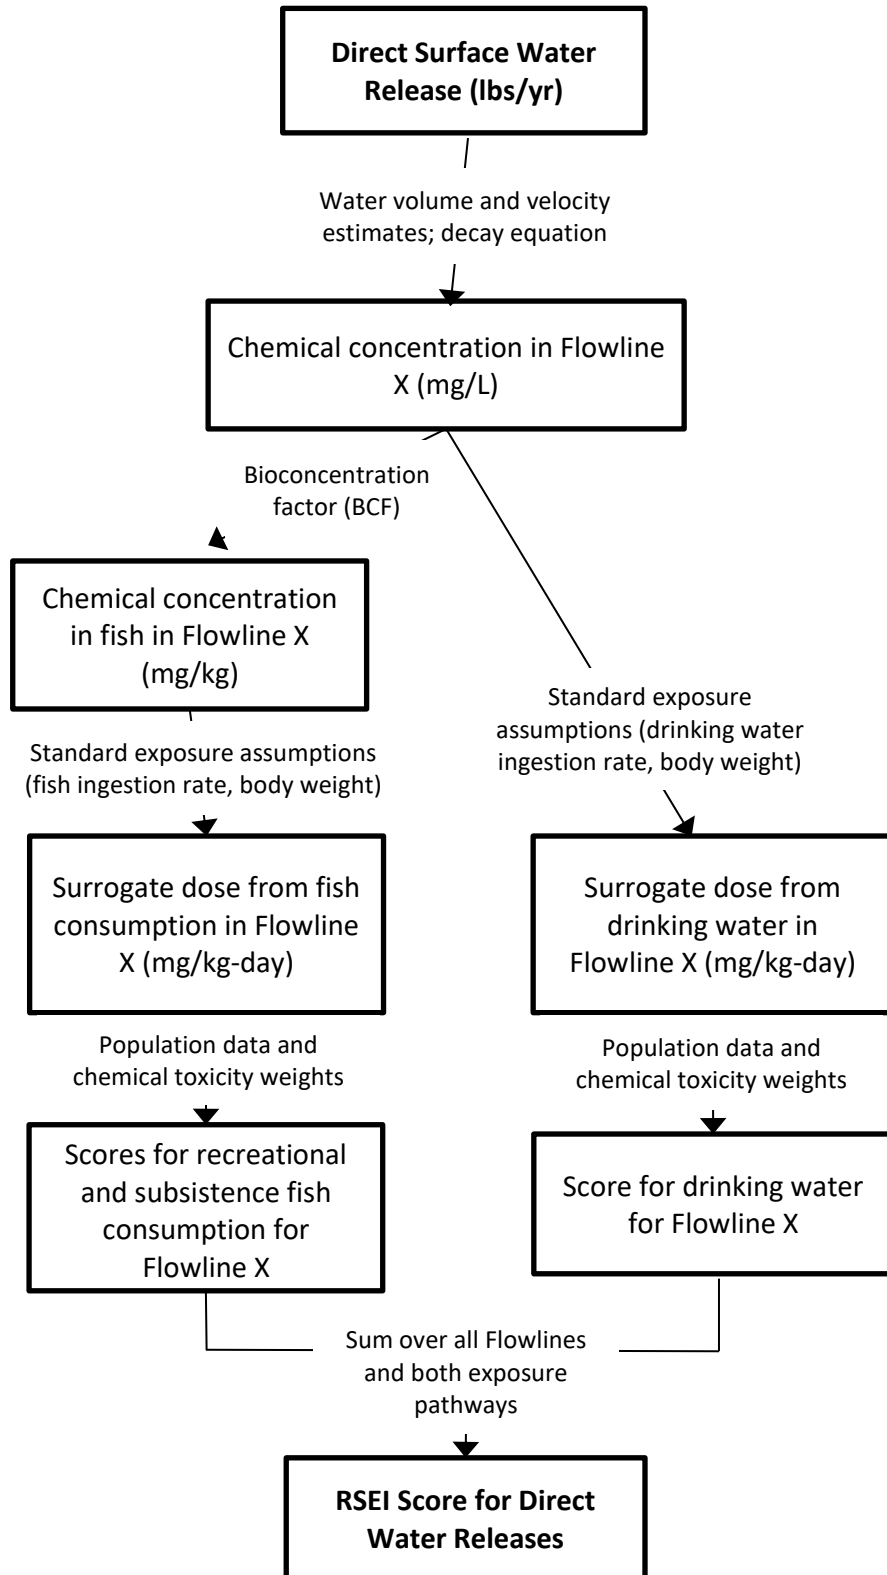 Direct Surface Water
Release (lbs/yr)
Water volume and velocity
estimates; decay equation
Chemical concentration in Flowline
X (mg/L)
Bioconcentration
factor (BCF)
Chemical concentration
in fish in Flowline X
(mg/kg)
Standard exposure
assumptions (drinking water
ingestion rate, body weight)
Standard exposure assumptions
(fish ingestion rate, body weight)
Surrogate dose from fish
consumption in Flowline
X (mg/kg-day)
Surrogate dose from
drinking water in
Flowline X (mg/kg-day)
Population data and
chemical toxicity weights
Population data and
chemical toxicity weights
Scores for recreational
and subsistence fish
consumption for
Flowline X
Score for drinking water
for Flowline X
Sum over all Flowlines
and both exposure
pathways
RSEI Score for Direct
Water Releases